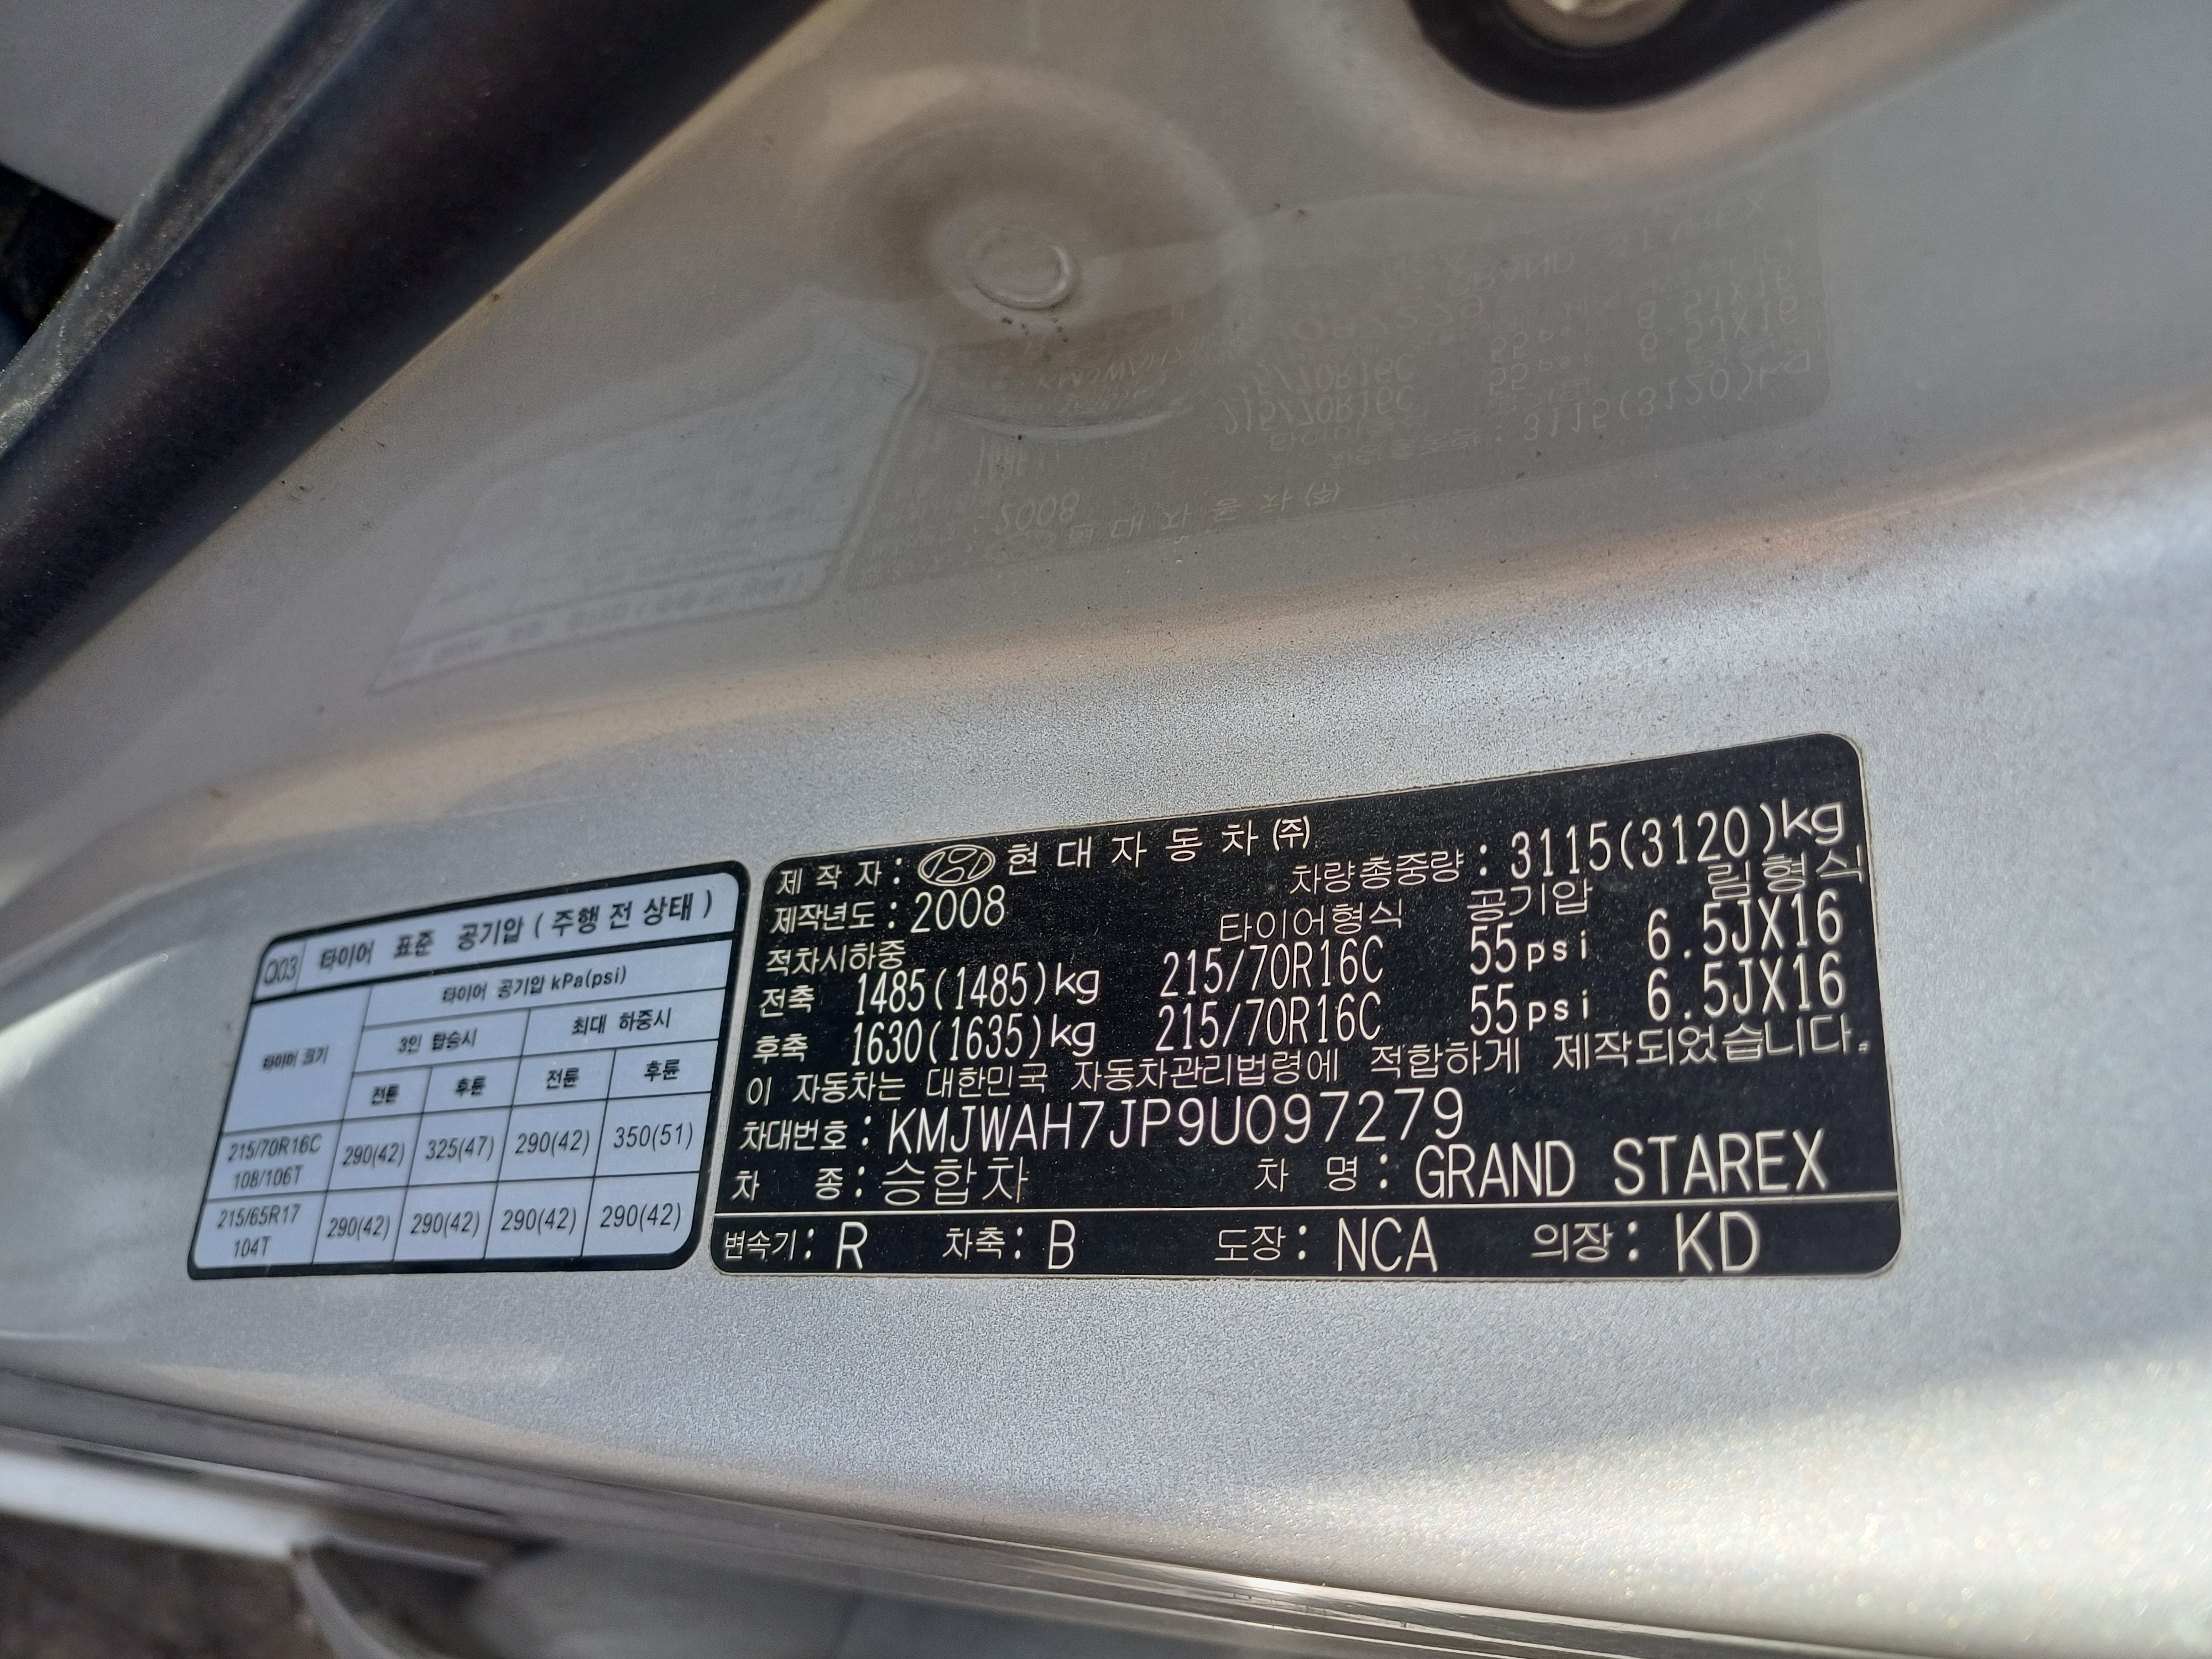 003 타이어 표준 공기압 ( 주행 전 상태 )
타이어 크기
타이어 공기압 kPa(psi)
3인 탑승시 최대 하중시
전륜 후륜 전륜 후륜
215/70R16C 108/106T 290(42) 325(47) 290(42) 350(51)
215/65R17 104T 290(42) 290(42) 290(42) 290(42)
제 작 자 : 현 대 자 동 차 ㈜
제작년도 : 2008 차량총중량 : 3115(3120)kg
적차시하중 타이어형식 공기압 림형식
전축 1485(1485)kg 215/70R16C 55psi 6.5JX16
후축 1630(1635)kg 215/70R16C 55psi 6.5JX16
이 자동차는 대한민국 자동차관리법령에 적합하게 제작되었습니다.
차대번호 : KMJWAH7JP9U097279
차 종 : 승합차 차 명 : GRAND STAREX
변속기 : R 차축 : B 도장 : NCA 의장 : KD